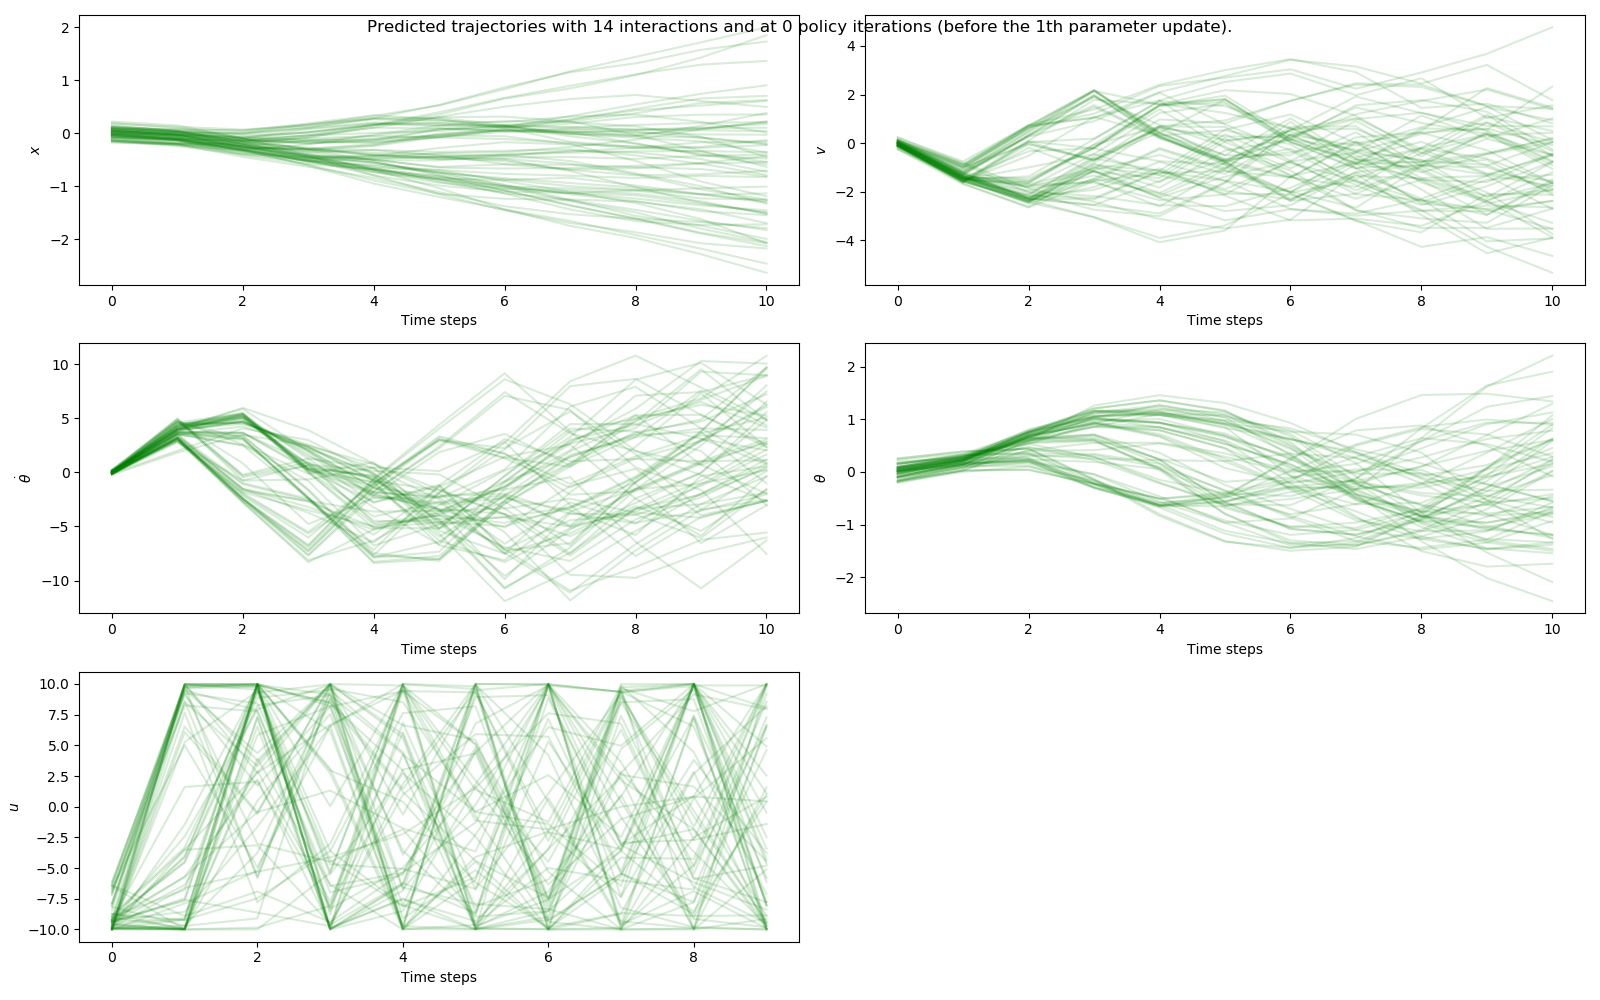 Predicted trajectories with 14 interactions and at 0 policy iterations (before the 1th parameter update).
2
1
0
−1
−2
x
0 2 4 6 8 10
Time steps
4
2
0
−2
−4
v
0 2 4 6 8 10
Time steps
10
5
0
−5
−10
θ̇
0 2 4 6 8 10
Time steps
2
1
0
−1
−2
θ
0 2 4 6 8 10
Time steps
10.0
7.5
5.0
2.5
0.0
−2.5
−5.0
−7.5
−10.0
u
0 2 4 6 8
Time steps